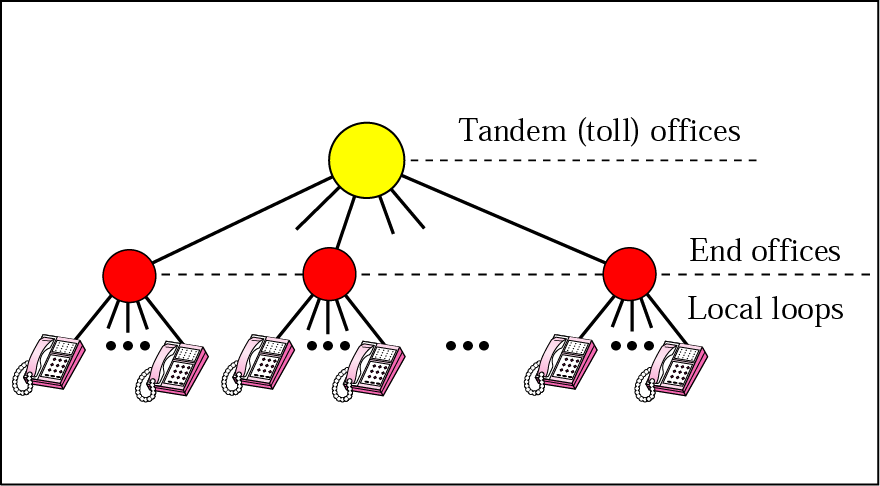 Tandem (toll) offices
End offices
Local loops